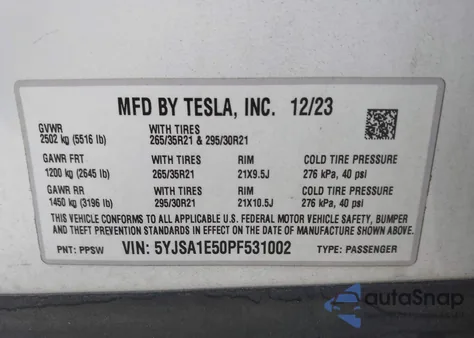 MFD BY TESLA, INC. 12/23
GVWR WITH TIRES
2502 kg (5516 lb) 265/35R21 & 295/30R21
GAWR FRT WITH TIRES RIM COLD TIRE PRESSURE
1200 kg (2645 lb) 265/35R21 21X9.5J 276 kPa, 40 psi
GAWR RR WITH TIRES RIM COLD TIRE PRESSURE
1450 kg (3196 lb) 295/30R21 21X10.5J 276 kPa, 40 psi
THIS VEHICLE CONFORMS TO ALL APPLICABLE U.S. FEDERAL MOTOR VEHICLE SAFETY, BUMPER
AND THEFT PREVENTION STANDARDS IN EFFECT ON THE DATE OF MANUFACTURE SHOWN ABOVE.
PNT: PPSW VIN: 5YJSA1E50PF531002 TYPE: PASSENGER
autoSnap